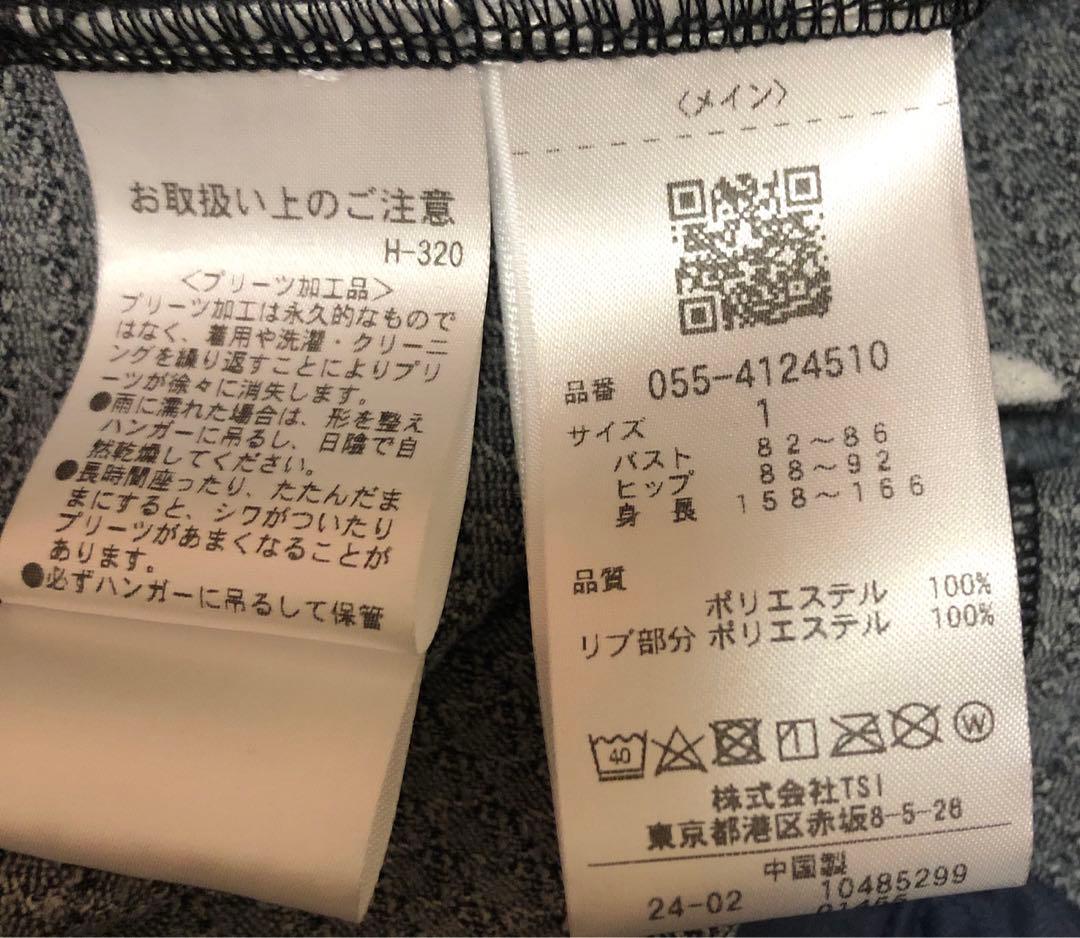 お取扱い上のご注意
H-320
<プリーツ加工品>
プリーツ加工は永久的なもので
はなく、着用や洗濯・クリーニ
ングを繰り返すことによりプリ
ーツが徐々に消失します。
●雨に濡れた場合は、形を整え
ハンガーに吊るし、日陰で自
然乾燥してください。
●長時間座ったり、たたんだま
まにすると、シワがついたり
プリーツがあまくなることが
あります。
●必ずハンガーに吊るして保管
〈メイン〉
品番 055-4124510
サイズ 1
バスト 82～86
ヒップ 88～92
身長 158～166
品質
ポリエステル 100%
リブ部分 ポリエステル 100%
40
W
株式会社TSI
東京都港区赤坂8-5-28
中国製
24-02 10485299